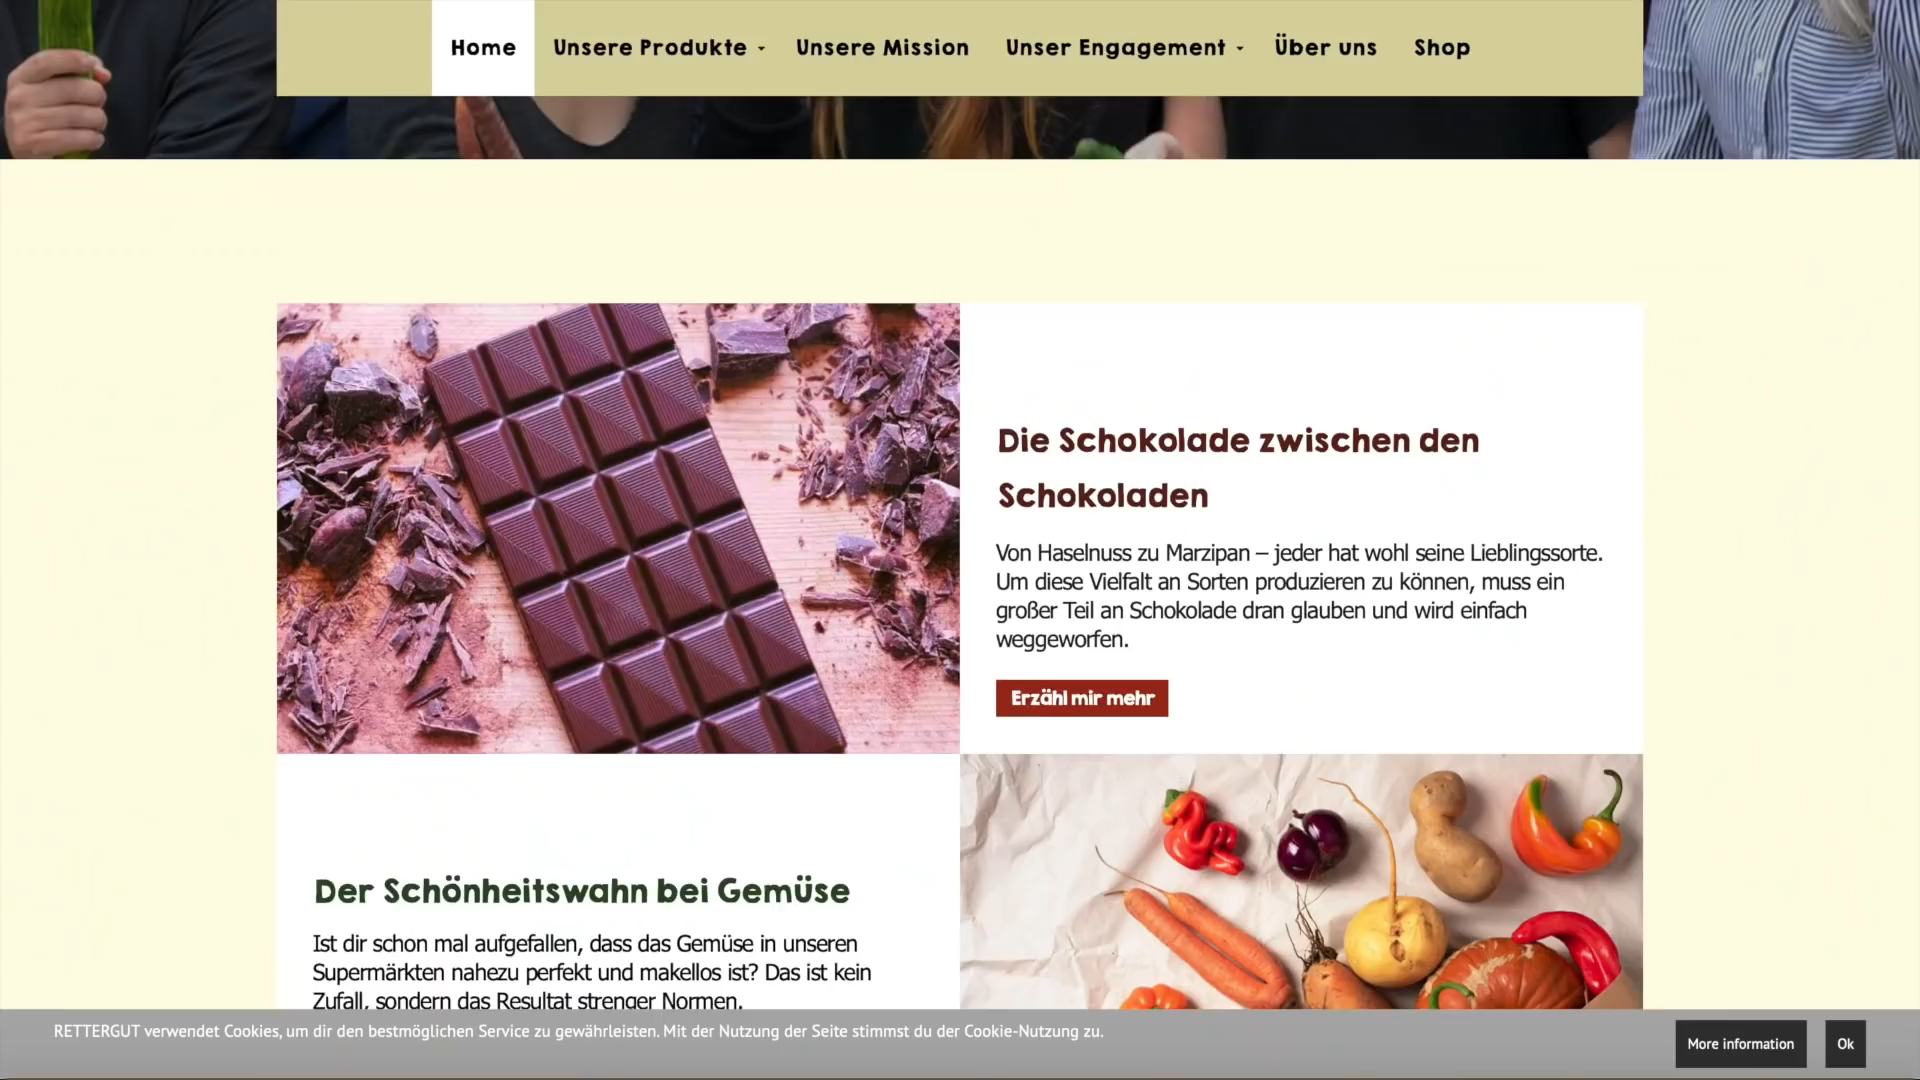 Home Unsere Produkte Unsere Mission Unser Engagement Über uns Shop
Die Schokolade zwischen den
Schokoladen
Von Haselnuss zu Marzipan – jeder hat wohl seine Lieblingssorte.
Um diese Vielfalt an Sorten produzieren zu können, muss ein
großer Teil an Schokolade dran glauben und wird einfach
weggeworfen.
Erzähl mir mehr
Der Schönheitswahn bei Gemüse
Ist dir schon mal aufgefallen, dass das Gemüse in unseren
Supermärkten nahezu perfekt und makellos ist? Das ist kein
Zufall, sondern das Resultat strenger Normen.
RETTERGUT verwendet Cookies, um dir den bestmöglichen Service zu gewährleisten. Mit der Nutzung der Seite stimmst du der Cookie-Nutzung zu.
More information
Ok